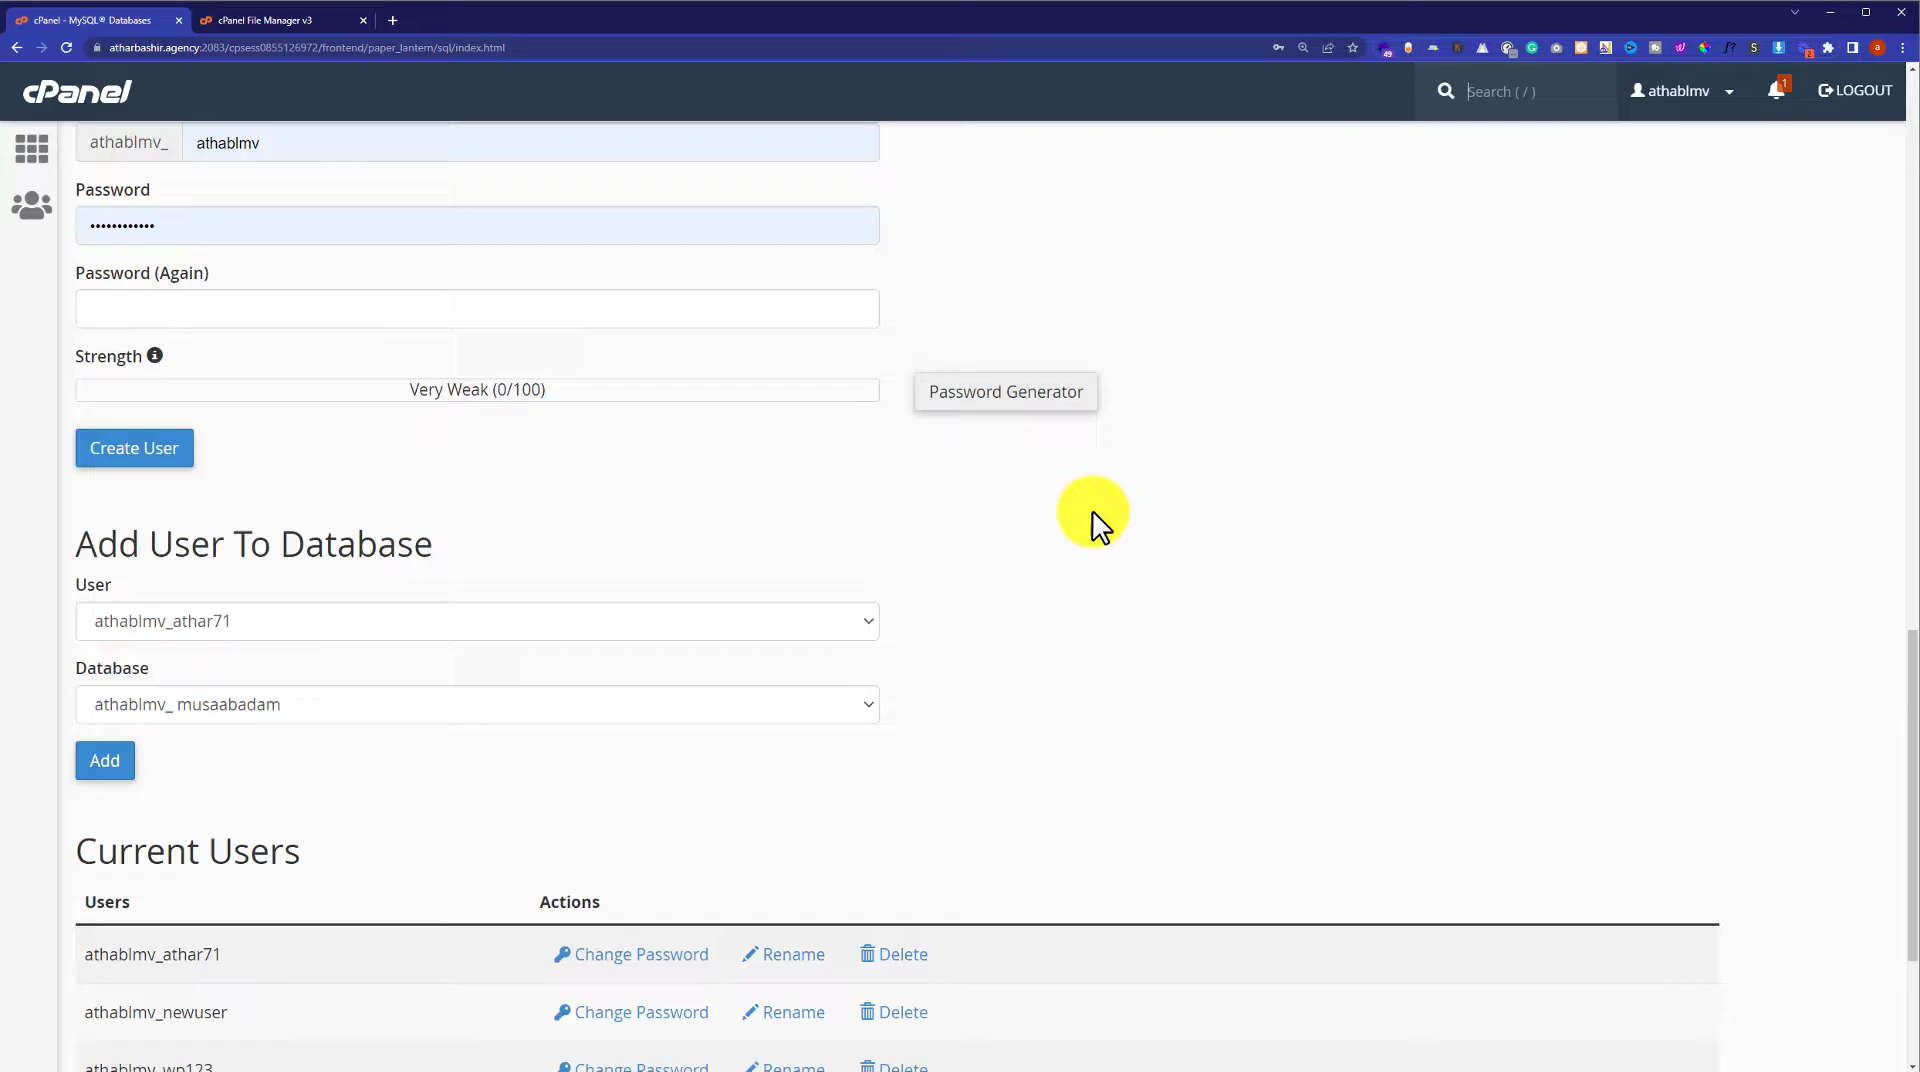 cPanel - MySQL® Databases
cPanel File Manager v3
atharbashir.agency:2083/cpsess0855126972/frontend/paper_lantern/sql/index.html
cPanel
Search ( / )
athablmv
1
LOGOUT
athablmv_
athablmv
Password
Password (Again)
Strength
Very Weak (0/100)
Password Generator
Create User
Add User To Database
User
athablmv_athar71
Database
athablmv_ musaabadam
Add
Current Users
Users
Actions
athablmv_athar71
Change Password
Rename
Delete
athablmv_newuser
Change Password
Rename
Delete
athablmv_wp123
Change Password
Rename
Delete